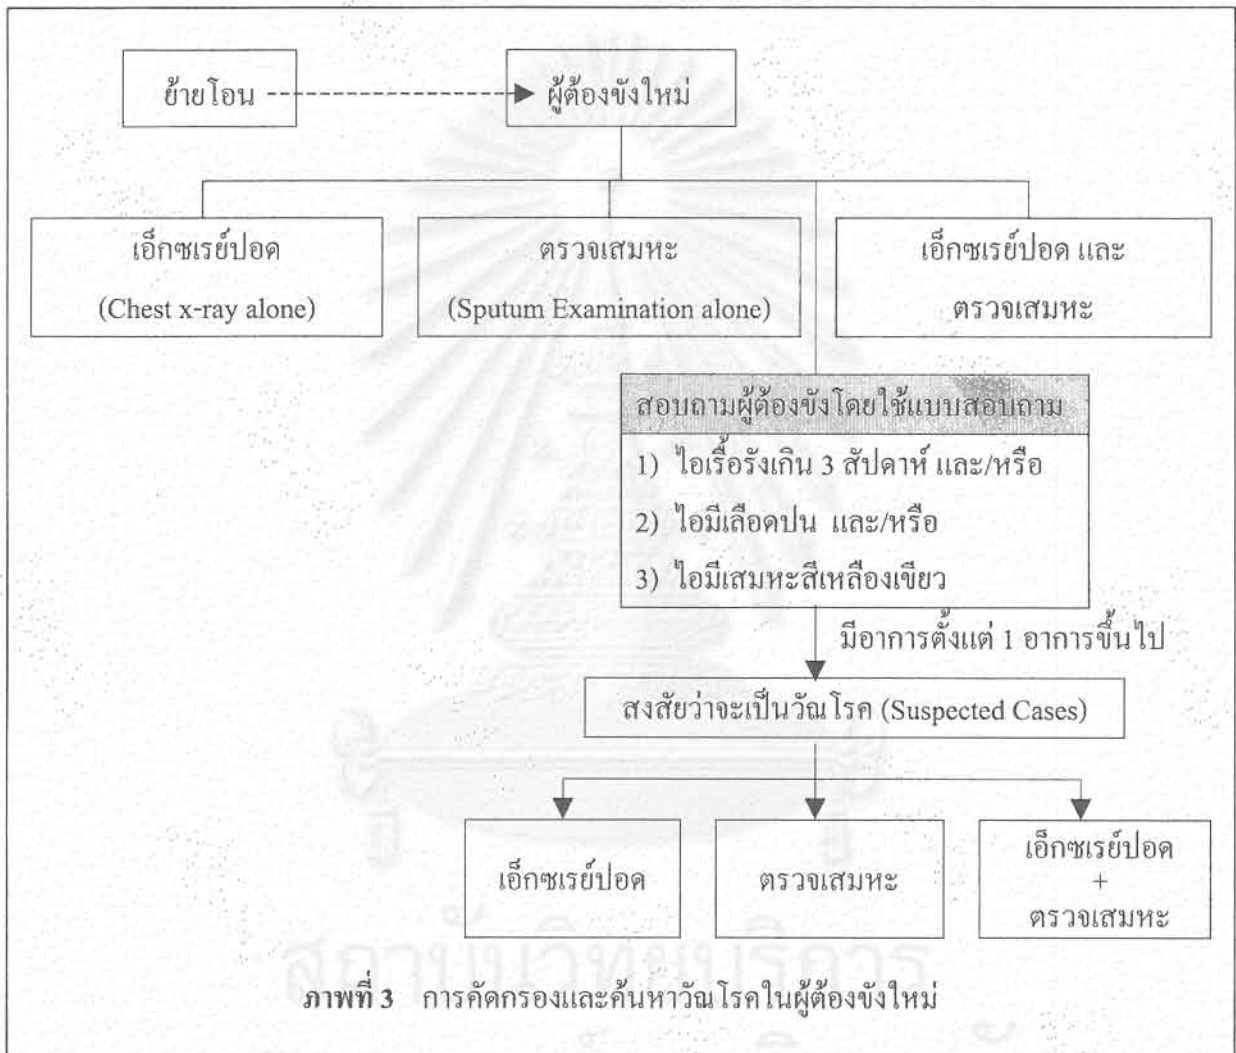 ย้ายโอน
ผู้ต้องขังใหม่
เอ็กซเรย์ปอด
(Chest x-ray alone)
ตรวจเสมหะ
(Sputum Examination alone)
เอ็กซเรย์ปอด และ
ตรวจเสมหะ
สอบถามผู้ต้องขังโดยใช้แบบสอบถาม
1) ไอเรื้อรังเกิน 3 สัปดาห์ และ/หรือ
2) ไอมีเลือดปน และ/หรือ
3) ไอมีเสมหะสีเหลืองเขียว
มีอาการตั้งแต่ 1 อาการขึ้นไป
สงสัยว่าจะเป็นวัณโรค (Suspected Cases)
เอ็กซเรย์ปอด
ตรวจเสมหะ
เอ็กซเรย์ปอด
+
ตรวจเสมหะ
สถาบันวิทยบริการ
ภาพที่ 3 การคัดกรองและค้นหาวัณโรคในผู้ต้องขังใหม่